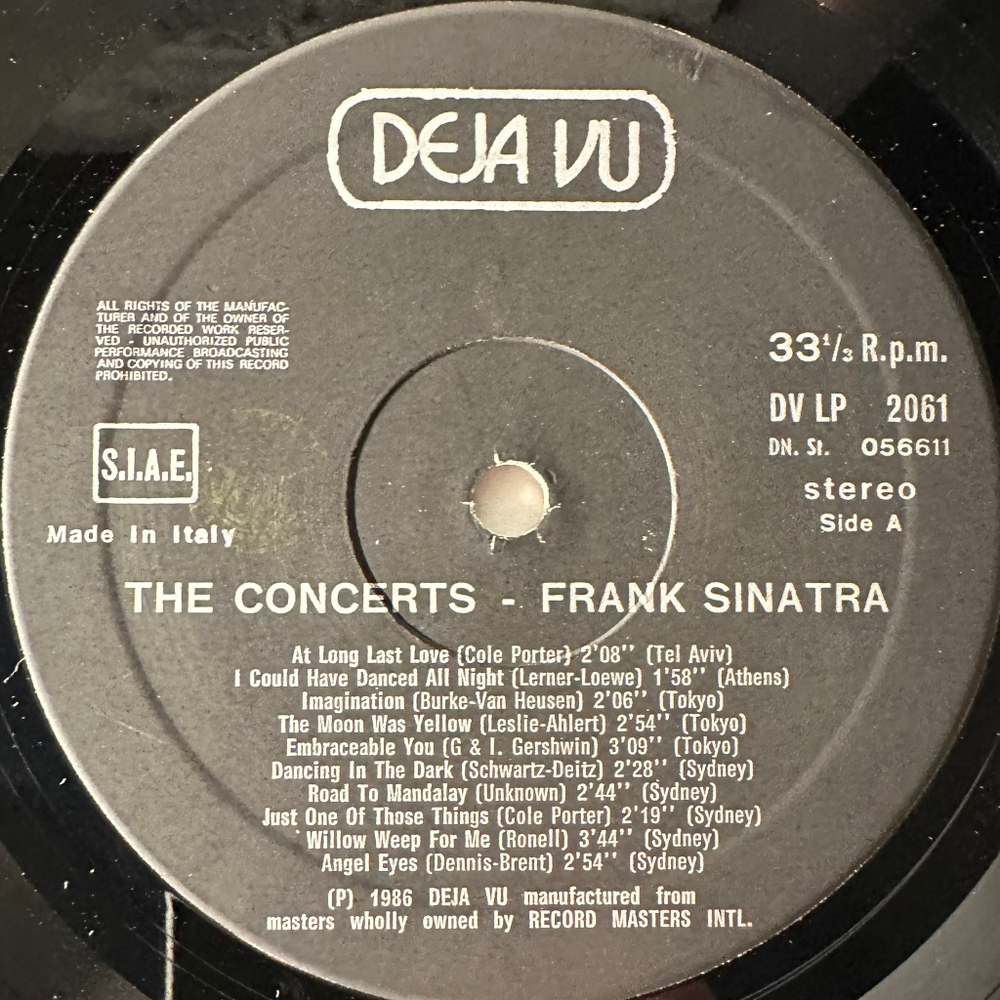 DEJA VU
ALL RIGHTS OF THE MANUFAC-
TURER AND OF THE OWNER OF
THE RECORDED WORK RESER-
VED - UNAUTHORIZED PUBLIC
PERFORMANCE BROADCASTING
AND COPYING OF THIS RECORD
PROHIBITED.
S.I.A.E.
Made in Italy
33 1/3 R.p.m.
DV LP 2061
DN. St. 056611
stereo
Side A
THE CONCERTS - FRANK SINATRA
At Long Last Love (Cole Porter) 2'08'' (Tel Aviv)
I Could Have Danced All Night (Lerner-Loewe) 1'58'' (Athens)
Imagination (Burke-Van Heusen) 2'06'' (Tokyo)
The Moon Was Yellow (Leslie-Ahlert) 2'54'' (Tokyo)
Embraceable You (G & I. Gershwin) 3'09'' (Tokyo)
Dancing In The Dark (Schwartz-Deitz) 2'28'' (Sydney)
Road To Mandalay (Unknown) 2'44'' (Sydney)
Just One Of Those Things (Cole Porter) 2'19'' (Sydney)
Willow Weep For Me (Ronell) 3'44'' (Sydney)
Angel Eyes (Dennis-Brent) 2'54'' (Sydney)
(P) 1986 DEJA VU manufactured from
masters wholly owned by RECORD MASTERS INTL.